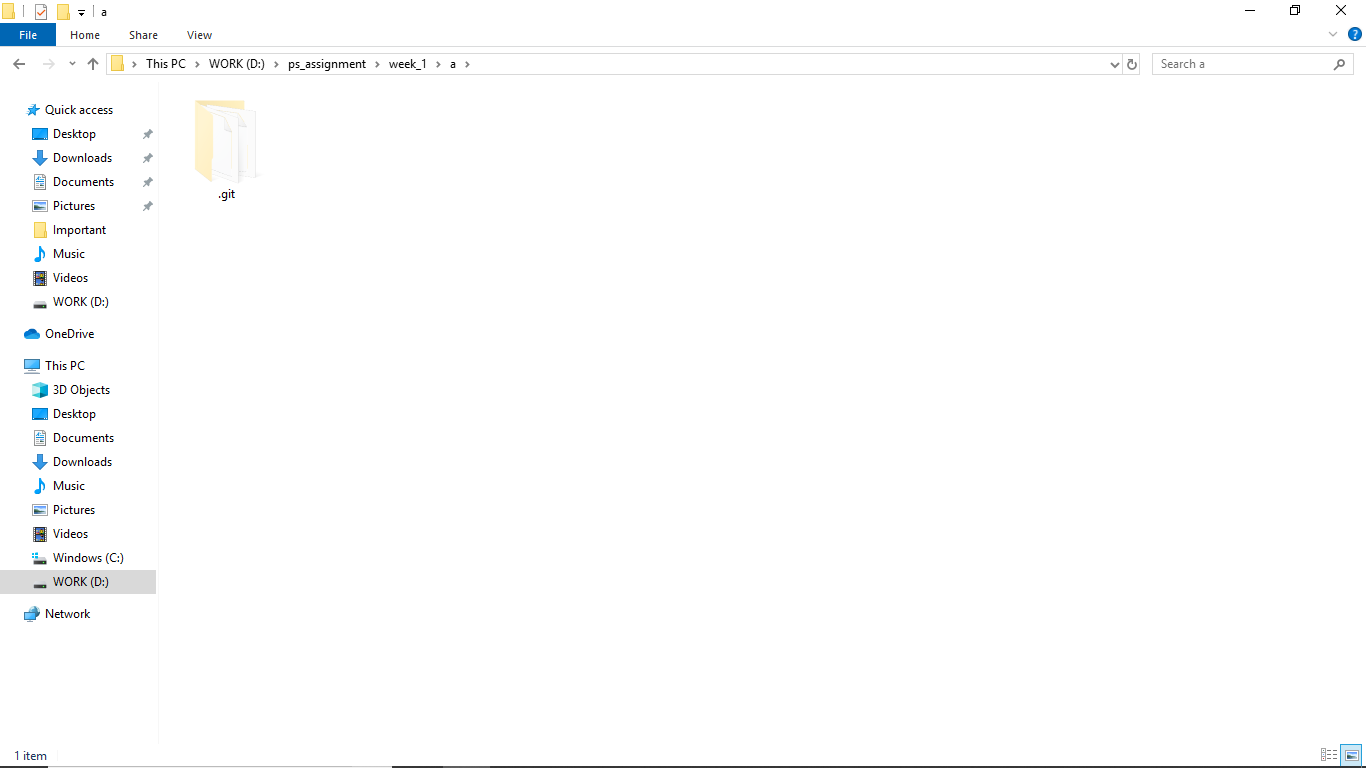 a
File Home Share View
This PC WORK (D:) ps_assignment week_1 a
Search a
Quick access
Desktop
Downloads
Documents
Pictures
Important
Music
Videos
WORK (D:)
OneDrive
This PC
3D Objects
Desktop
Documents
Downloads
Music
Pictures
Videos
Windows (C:)
WORK (D:)
Network
.git
1 item